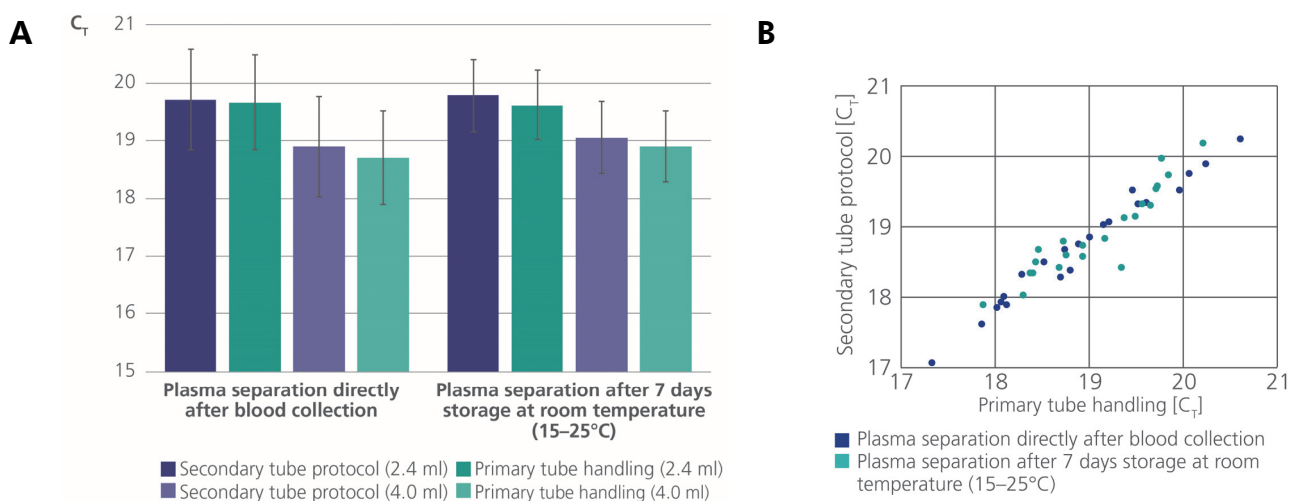 A
C_T
21
20
19
18
17
16
15
Plasma separation directly
after blood collection
Plasma separation after 7 days
storage at room temperature
(15–25°C)
Secondary tube protocol (2.4 ml)
Primary tube handling (2.4 ml)
Secondary tube protocol (4.0 ml)
Primary tube handling (4.0 ml)
B
Secondary tube protocol [C_T]
21
20
19
18
17
17 18 19 20 21
Primary tube handling [C_T]
Plasma separation directly after blood collection
Plasma separation after 7 days storage at room
temperature (15–25°C)